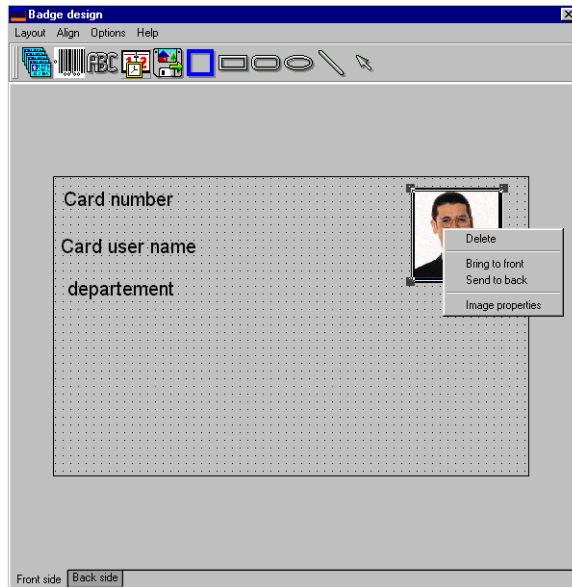 Badge design
Layout Align Options Help
ABC
Card number
Card user name
departement
Delete
Bring to front
Send to back
Image properties
Front side Back side